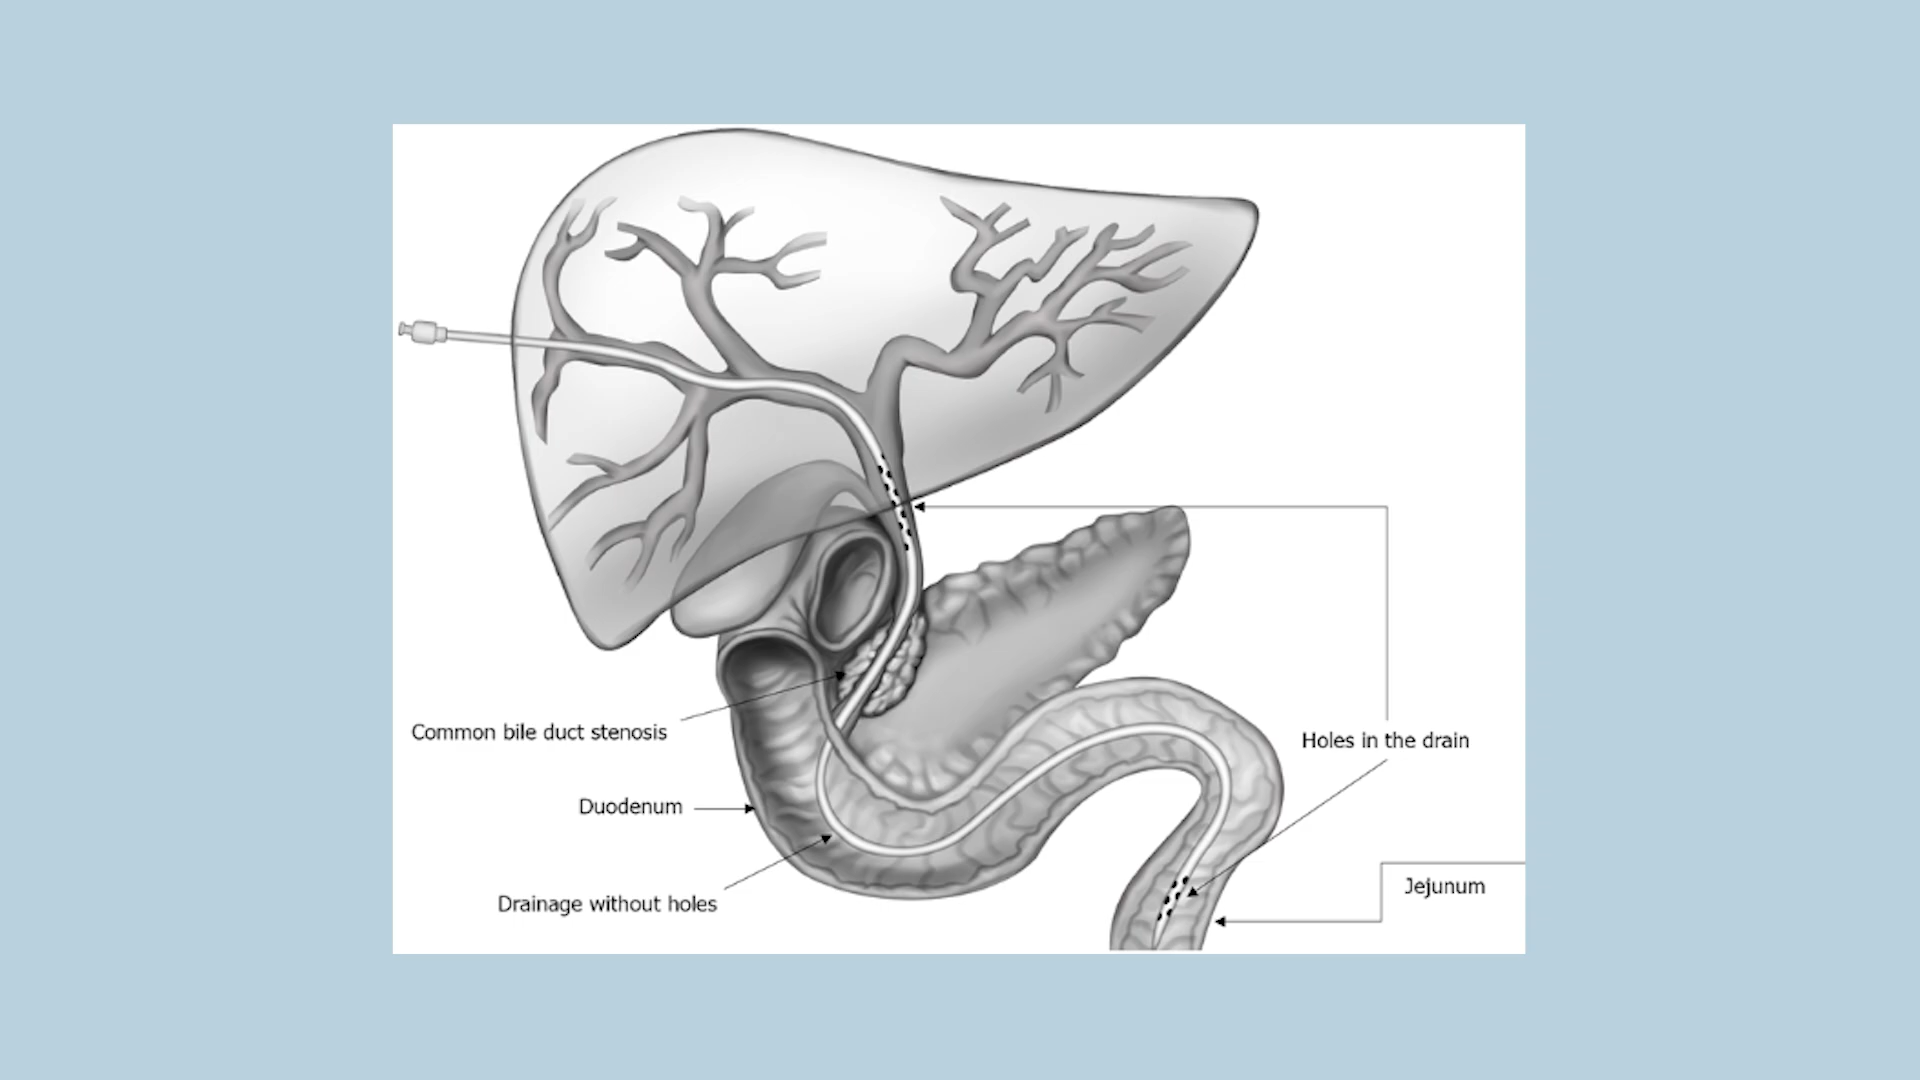 Common bile duct stenosis
Holes in the drain
Duodenum
Jejunum
Drainage without holes